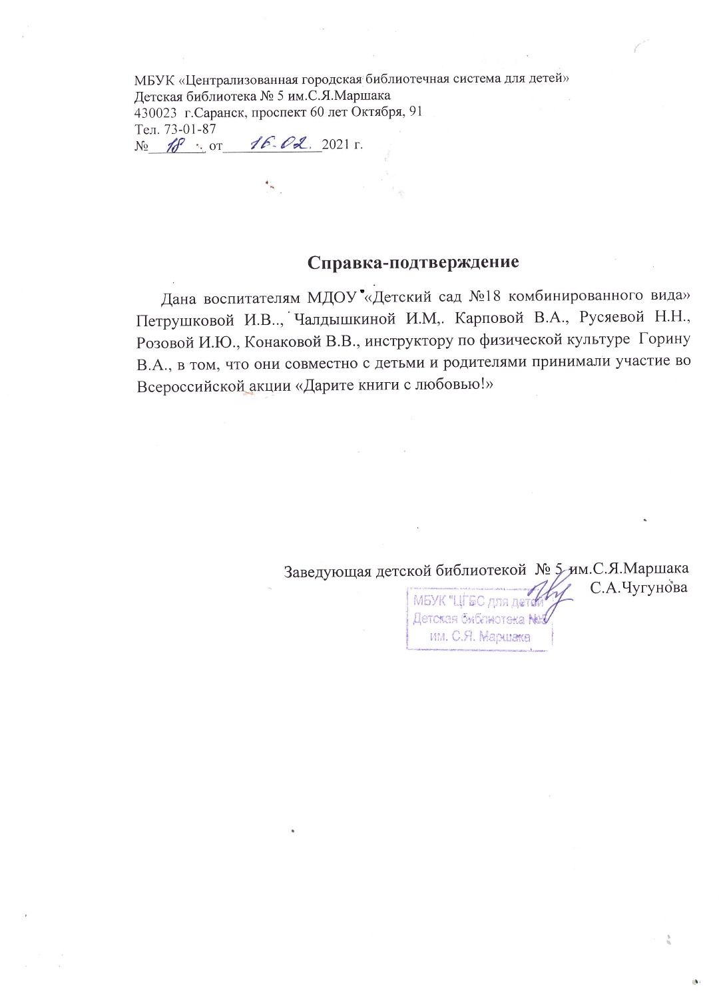 МБУК «Централизованная городская библиотечная система для детей»
Детская библиотека № 5 им.С.Я.Маршака
430023 г.Саранск, проспект 60 лет Октября, 91
Тел. 73-01-87
№ 18 от 16.02. 2021 г.
Справка-подтверждение
Дана воспитателям МДОУ «Детский сад №18 комбинированного вида»
Петрушковой И.В.., Чалдышкиной И.М,. Карповой В.А., Русяевой Н.Н.,
Розовой И.Ю., Конаковой В.В., инструктору по физической культуре Горину
В.А., в том, что они совместно с детьми и родителями принимали участие во
Всероссийской акции «Дарите книги с любовью!»
Заведующая детской библиотекой № 5 им.С.Я.Маршака
С.А.Чугунова
МБУК "ЦГБС для детей"
Детская библиотека №5
им. С.Я. Маршака